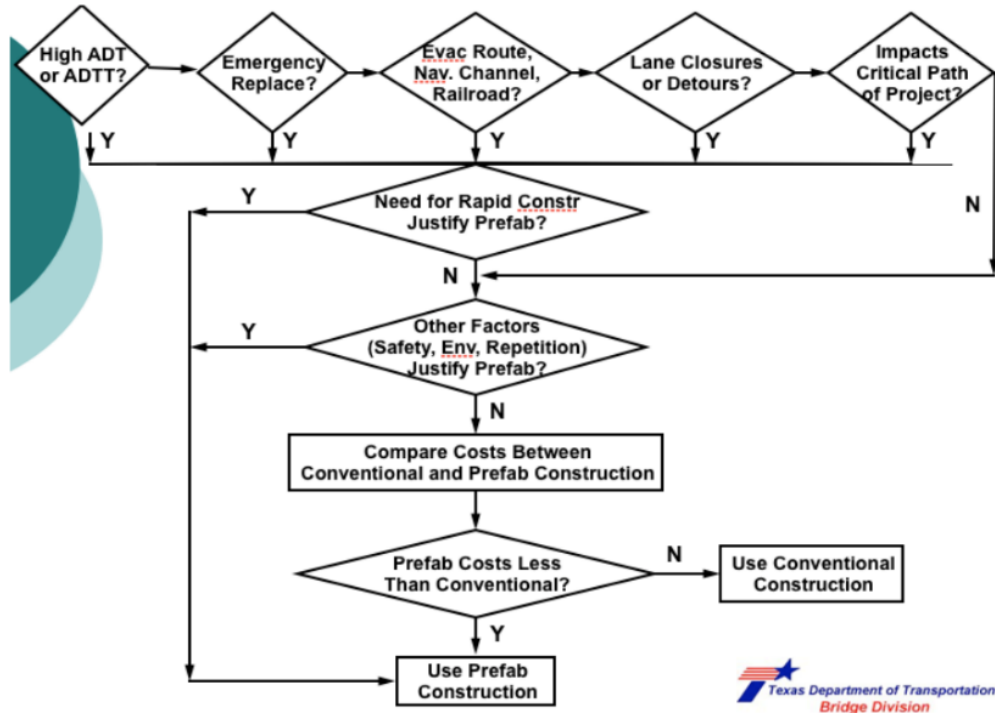 High ADT
or ADTT?
Emergency
Replace?
Evac Route,
Nav. Channel,
Railroad?
Lane Closures
or Detours?
Impacts
Critical Path
of Project?
Y
Y
Y
Y
Y
N
Y
Need for Rapid Constr
Justify Prefab?
N
Y
Other Factors
(Safety, Env, Repetition)
Justify Prefab?
N
Compare Costs Between
Conventional and Prefab Construction
Prefab Costs Less
Than Conventional?
N
Use Conventional
Construction
Y
Use Prefab
Construction
Texas Department of Transportation
Bridge Division